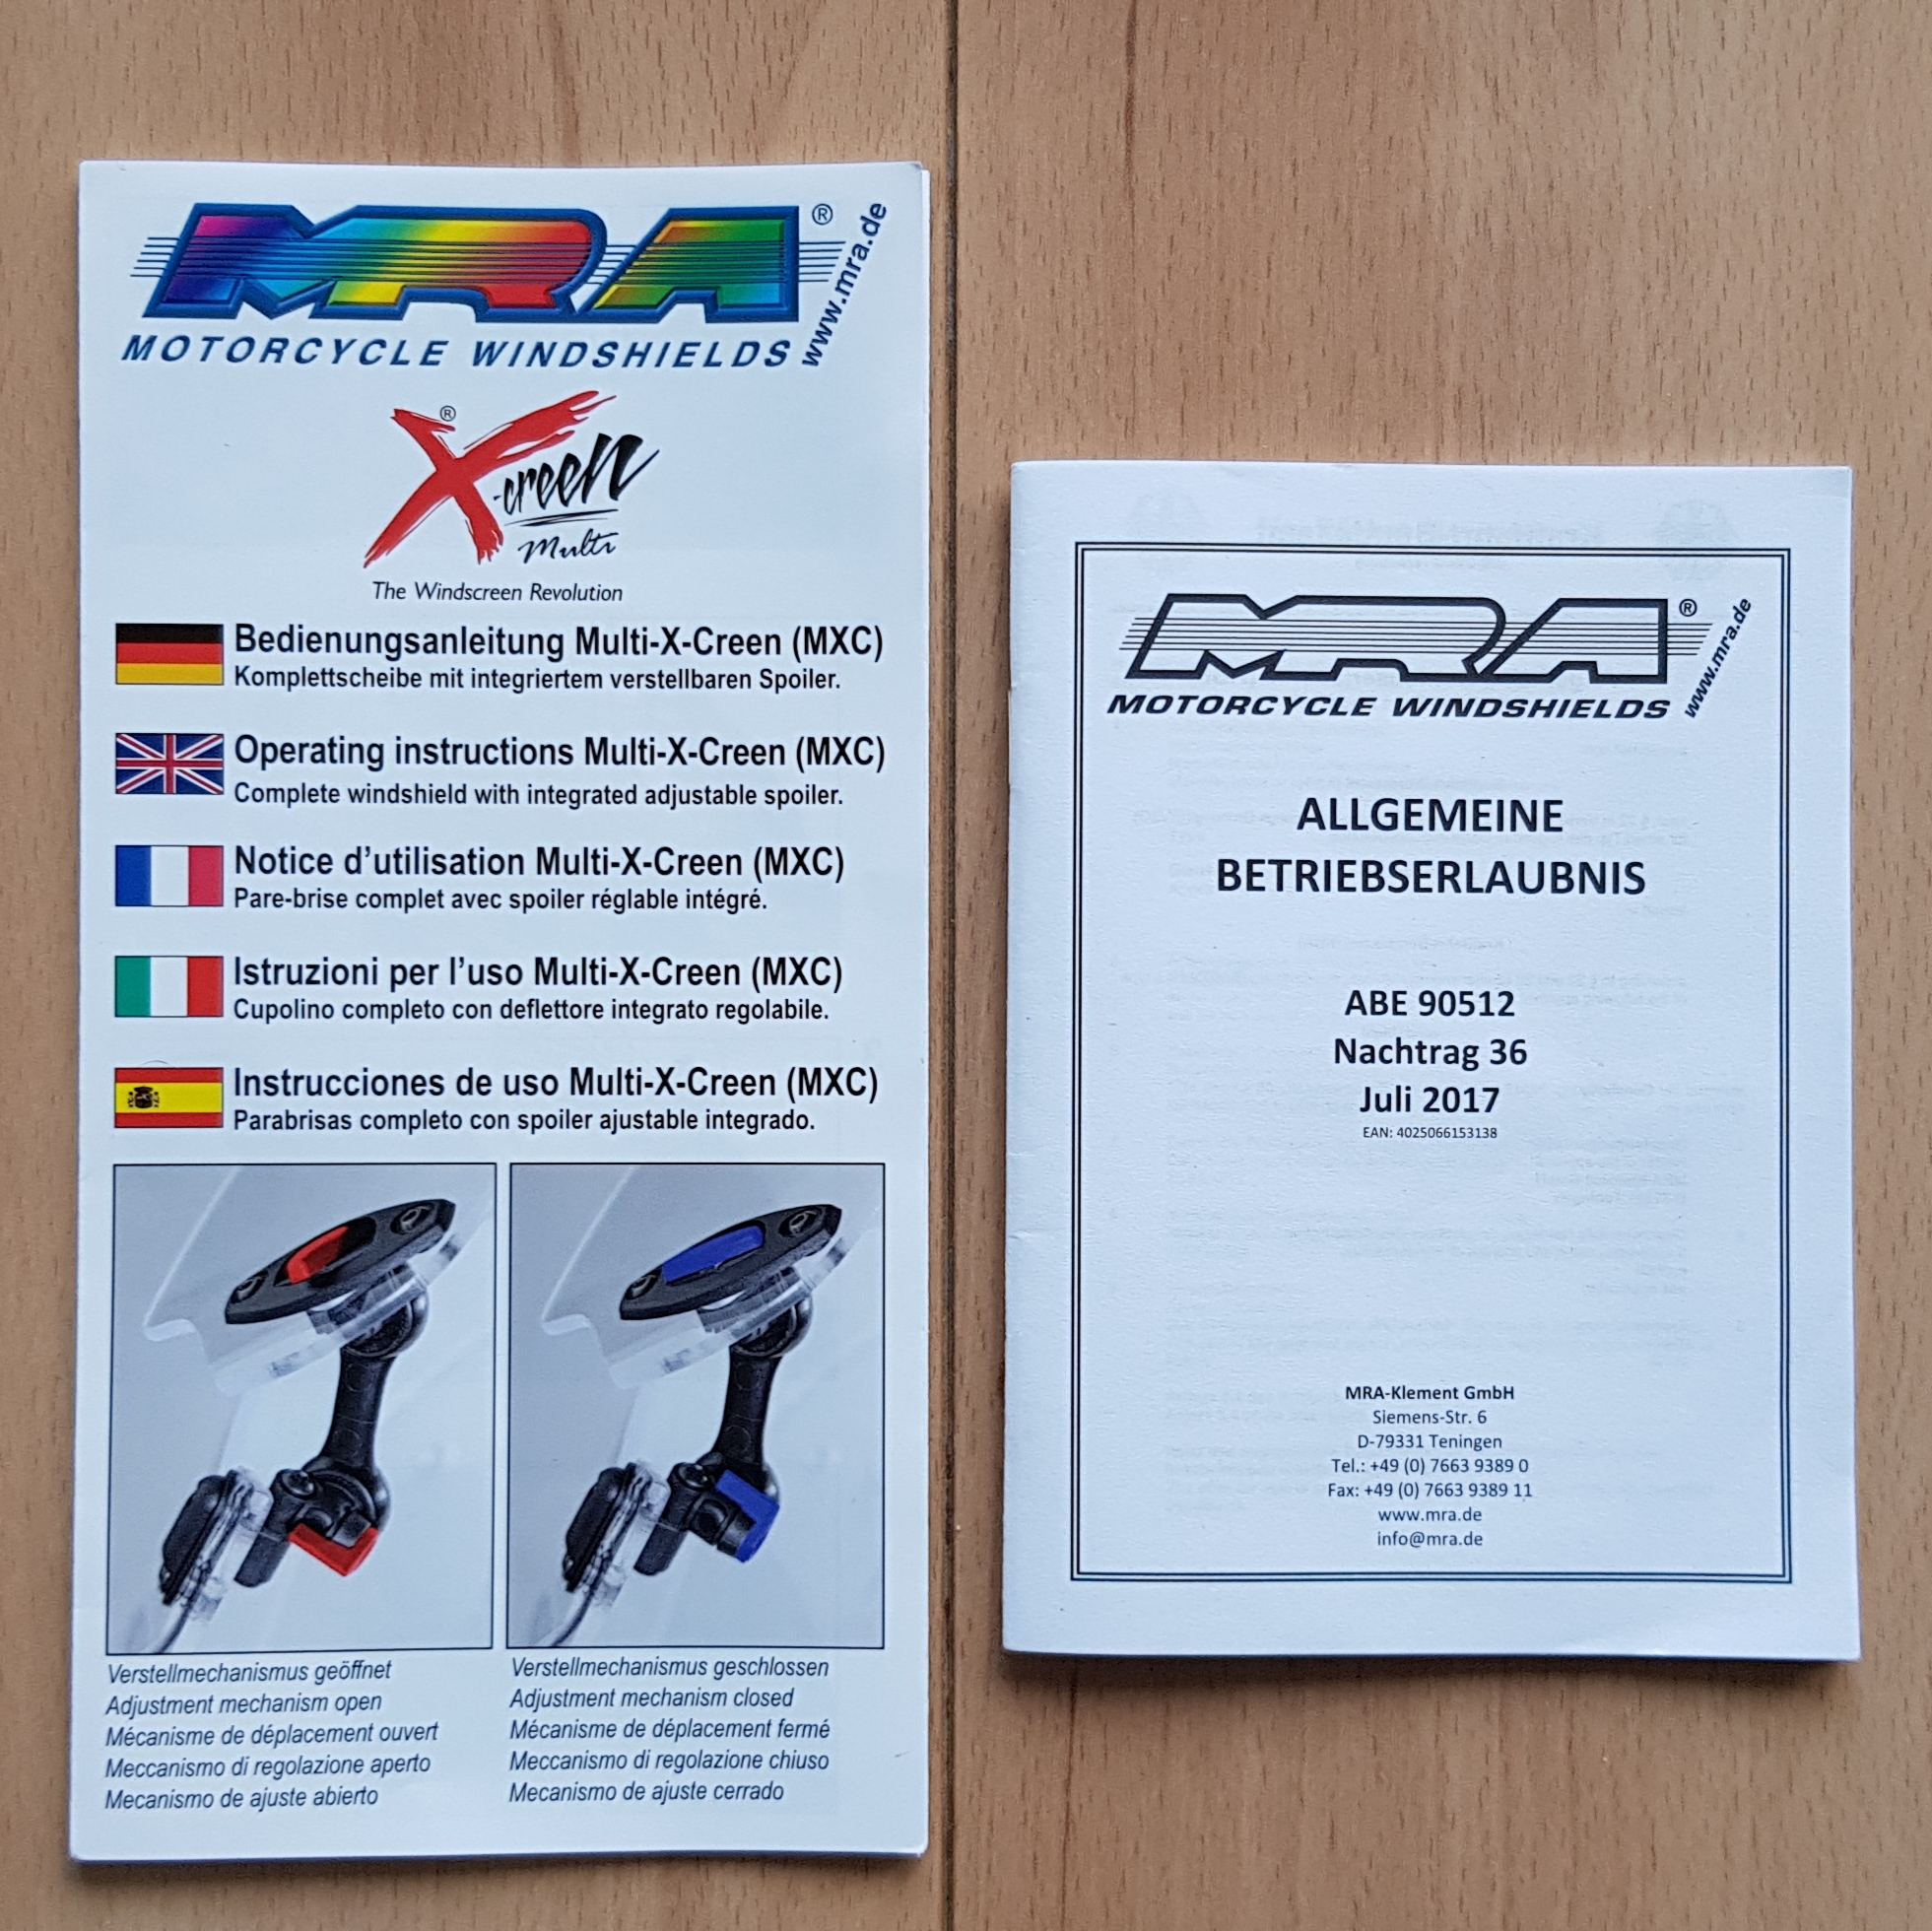 MRA®
www.mra.de
MOTORCYCLE WINDSHIELDS
X-creen®
Multi
The Windscreen Revolution
Bedienungsanleitung Multi-X-Creen (MXC)
Komplettscheibe mit integriertem verstellbaren Spoiler.
Operating instructions Multi-X-Creen (MXC)
Complete windshield with integrated adjustable spoiler.
Notice d’utilisation Multi-X-Creen (MXC)
Pare-brise complet avec spoiler réglable intégré.
Istruzioni per l’uso Multi-X-Creen (MXC)
Cupolino completo con deflettore integrato regolabile.
Instrucciones de uso Multi-X-Creen (MXC)
Parabrisas completo con spoiler ajustable integrado.
Verstellmechanismus geöffnet
Adjustment mechanism open
Mécanisme de déplacement ouvert
Meccanismo di regolazione aperto
Mecanismo de ajuste abierto
Verstellmechanismus geschlossen
Adjustment mechanism closed
Mécanisme de déplacement fermé
Meccanismo di regolazione chiuso
Mecanismo de ajuste cerrado
MRA®
www.mra.de
MOTORCYCLE WINDSHIELDS
ALLGEMEINE
BETRIEBSERLAUBNIS
ABE 90512
Nachtrag 36
Juli 2017
EAN: 4025066153138
MRA-Klement GmbH
Siemens-Str. 6
D-79331 Teningen
Tel.: +49 (0) 7663 9389 0
Fax: +49 (0) 7663 9389 11
www.mra.de
info@mra.de